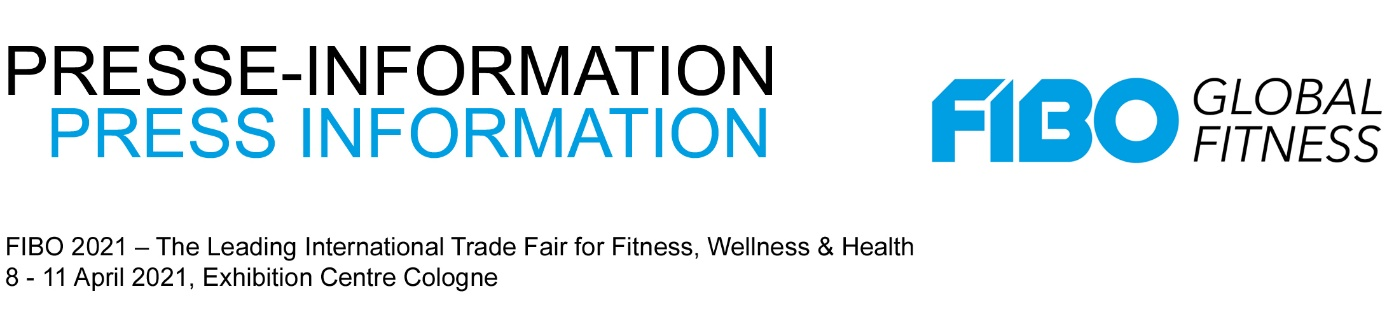 PRESSE-INFORMATION
PRESS INFORMATION
FIBO GLOBAL
FITNESS
FIBO 2021 – The Leading International Trade Fair for Fitness, Wellness & Health
8 - 11 April 2021, Exhibition Centre Cologne